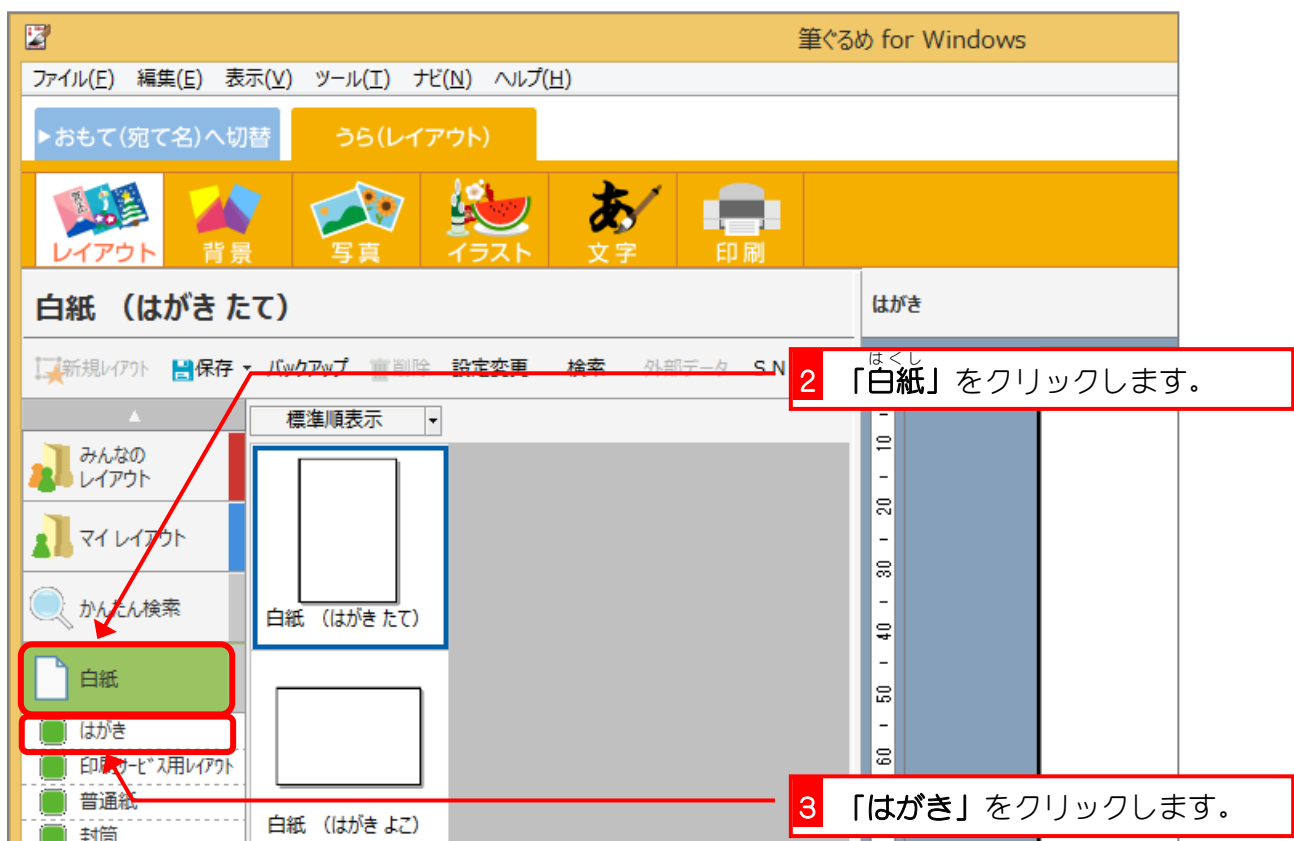 筆ぐるめ for Windows
ファイル(F) 編集(E) 表示(V) ツール(T) ナビ(N) ヘルプ(H)
▶おもて(宛て名)へ切替 うら(レイアウト)
レイアウト 背景 写真 イラスト 文字 印刷
白紙 (はがき たて)
はがき
新規レイアウト 保存 バックアップ 削除 設定変更 検索 外部データ S.N
はくし
2 「白紙」をクリックします。
標準順表示
みんなの
レイアウト
マイ レイアウト
かんたん検索
白紙
はがき
印刷サービス用レイアウト
普通紙
封筒
白紙 (はがき たて)
白紙 (はがき よこ)
10
20
30
40
50
60
3 「はがき」をクリックします。